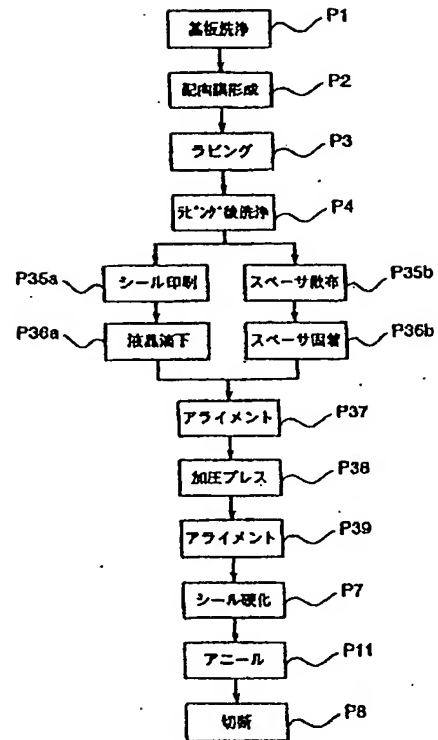 基板洗浄 P1
配向膜形成 P2
ラビング P3
ラビング後洗浄 P4
P35a シール印刷 スペーサ散布 P35b
P36a 液晶滴下 スペーサ固着 P36b
アライメント P37
加圧プレス P38
アライメント P39
シール硬化 P7
アニール P11
切断 P8